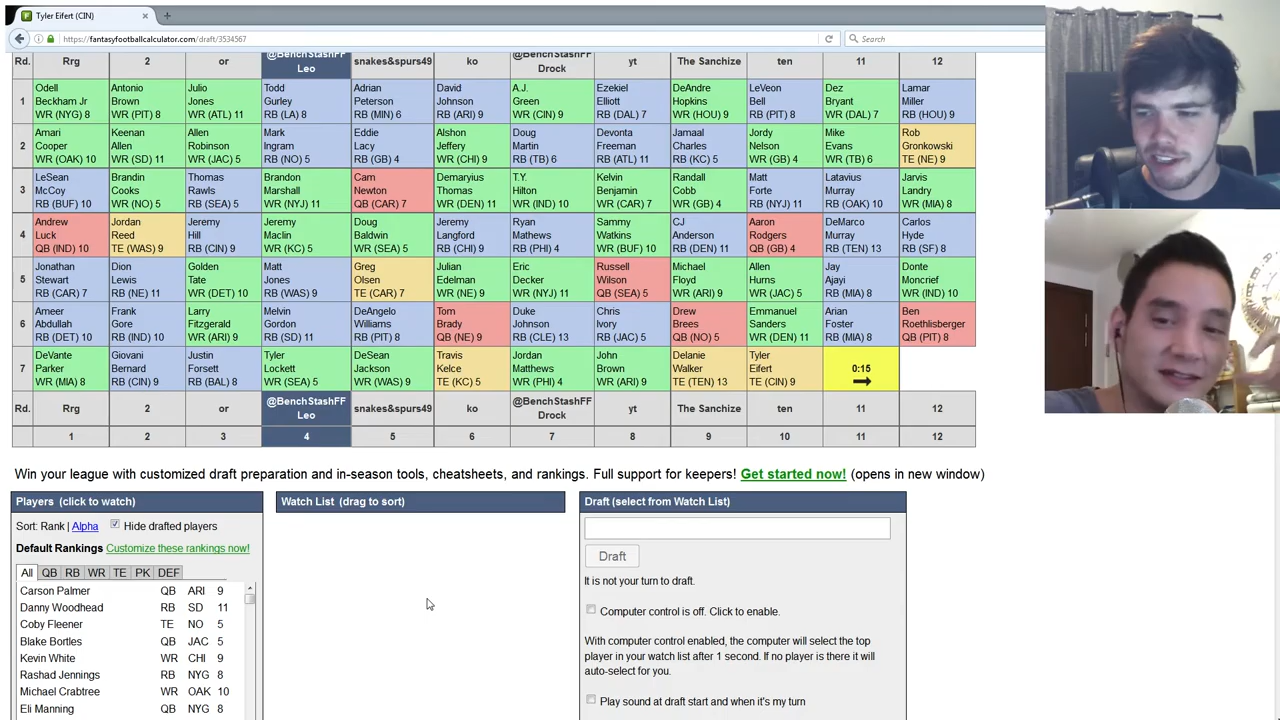 Tyler Eifert (CIN)
https://fantasyfootballcalculator.com/draft/3534567
Search
Rd. Rrg 2 or @BenchStashFF Leo snakes&spurs49 ko @BenchStashFF Drock yt The Sanchize ten 11 12
Odell Antonio Julio Todd Adrian David A.J. Ezekiel DeAndre LeVeon Dez Lamar
1 Beckham Jr Brown Jones Gurley Peterson Johnson Green Elliott Hopkins Bell Bryant Miller
WR (NYG) 8 WR (PIT) 8 WR (ATL) 11 RB (LA) 8 RB (MIN) 6 RB (ARI) 9 WR (CIN) 9 RB (DAL) 7 WR (HOU) 9 RB (PIT) 8 WR (DAL) 7 RB (HOU) 9
Amari Keenan Allen Mark Eddie Alshon Doug Devonta Jamaal Jordy Mike Rob
2 Cooper Allen Robinson Ingram Lacy Jeffery Martin Freeman Charles Nelson Evans Gronkowski
WR (OAK) 10 WR (SD) 11 WR (JAC) 5 RB (NO) 5 RB (GB) 4 WR (CHI) 9 RB (TB) 6 RB (ATL) 11 RB (KC) 5 WR (GB) 4 WR (TB) 6 TE (NE) 9
LeSean Brandin Thomas Brandon Cam Demaryius T.Y. Kelvin Randall Matt Latavius Jarvis
3 McCoy Cooks Rawls Marshall Newton Thomas Hilton Benjamin Cobb Forte Murray Landry
RB (BUF) 10 WR (NO) 5 RB (SEA) 5 WR (NYJ) 11 QB (CAR) 7 WR (DEN) 11 WR (IND) 10 WR (CAR) 7 WR (GB) 4 RB (NYJ) 11 RB (OAK) 10 WR (MIA) 8
Andrew Jordan Jeremy Jeremy Doug Jeremy Ryan Sammy CJ Aaron DeMarco Carlos
4 Luck Reed Hill Maclin Baldwin Langford Mathews Watkins Anderson Rodgers Murray Hyde
QB (IND) 10 TE (WAS) 9 RB (CIN) 9 WR (KC) 5 WR (SEA) 5 RB (CHI) 9 RB (PHI) 4 WR (BUF) 10 RB (DEN) 11 QB (GB) 4 RB (TEN) 13 RB (SF) 8
Jonathan Dion Golden Matt Greg Julian Eric Russell Michael Allen Jay Donte
5 Stewart Lewis Tate Jones Olsen Edelman Decker Wilson Floyd Hurns Ajayi Moncrief
RB (CAR) 7 RB (NE) 11 WR (DET) 10 RB (WAS) 9 TE (CAR) 7 WR (NE) 9 WR (NYJ) 11 QB (SEA) 5 WR (ARI) 9 WR (JAC) 5 RB (MIA) 8 WR (IND) 10
Ameer Frank Larry Melvin DeAngelo Tom Duke Chris Drew Emmanuel Arian Ben
6 Abdullah Gore Fitzgerald Gordon Williams Brady Johnson Ivory Brees Sanders Foster Roethlisberger
RB (DET) 10 RB (IND) 10 WR (ARI) 9 RB (SD) 11 RB (PIT) 8 QB (NE) 9 RB (CLE) 13 RB (JAC) 5 QB (NO) 5 WR (DEN) 11 RB (MIA) 8 QB (PIT) 8
DeVante Giovani Justin Tyler DeSean Travis Jordan John Delanie Tyler
7 Parker Bernard Forsett Lockett Jackson Kelce Matthews Brown Walker Eifert 0:15
WR (MIA) 8 RB (CIN) 9 RB (BAL) 8 WR (SEA) 5 WR (WAS) 9 TE (KC) 5 WR (PHI) 4 WR (ARI) 9 TE (TEN) 13 TE (CIN) 9
Rd. Rrg 2 or @BenchStashFF Leo snakes&spurs49 ko @BenchStashFF Drock yt The Sanchize ten 11 12
1 2 3 4 5 6 7 8 9 10 11 12
Win your league with customized draft preparation and in-season tools, cheatsheets, and rankings. Full support for keepers! Get started now! (opens in new window)
Players (click to watch) Watch List (drag to sort) Draft (select from Watch List)
Sort: Rank | Alpha Hide drafted players
Default Rankings Customize these rankings now!
All QB RB WR TE PK DEF
Carson Palmer QB ARI 9
Danny Woodhead RB SD 11
Coby Fleener TE NO 5
Blake Bortles QB JAC 5
Kevin White WR CHI 9
Rashad Jennings RB NYG 8
Michael Crabtree WR OAK 10
Eli Manning QB NYG 8
Draft
It is not your turn to draft.
Computer control is off. Click to enable.
With computer control enabled, the computer will select the top
player in your watch list after 1 second. If no player is there it will
auto-select for you.
Play sound at draft start and when it's my turn